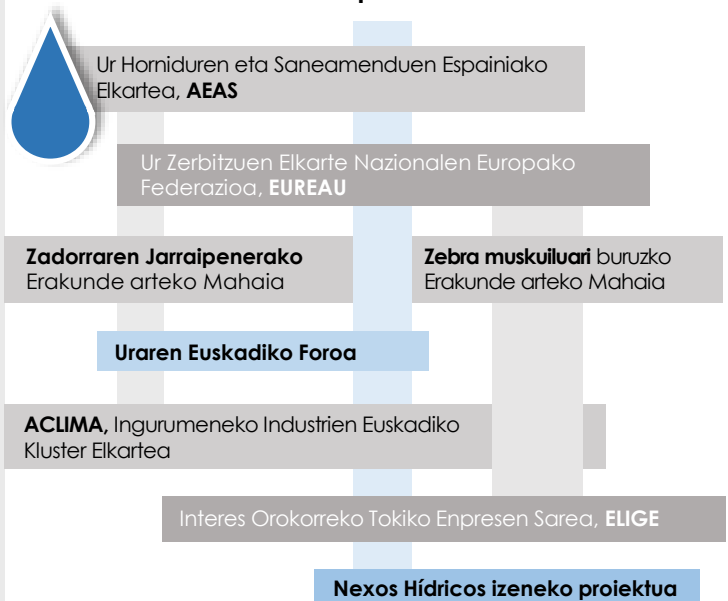 Ur Horniduren eta Saneamenduen Espainiako
Elkartea, AEAS
Ur Zerbitzuen Elkarte Nazionalen Europako
Federazioa, EUREAU
Zadorraren Jarraipenerako
Erakunde arteko Mahaia
Zebra muskuiluari buruzko
Erakunde arteko Mahaia
Uraren Euskadiko Foroa
ACLIMA, Ingurumeneko Industrien Euskadiko
Kluster Elkartea
Interes Orokorreko Tokiko Enpresen Sarea, ELIGE
Nexos Hídricos izeneko proiektua